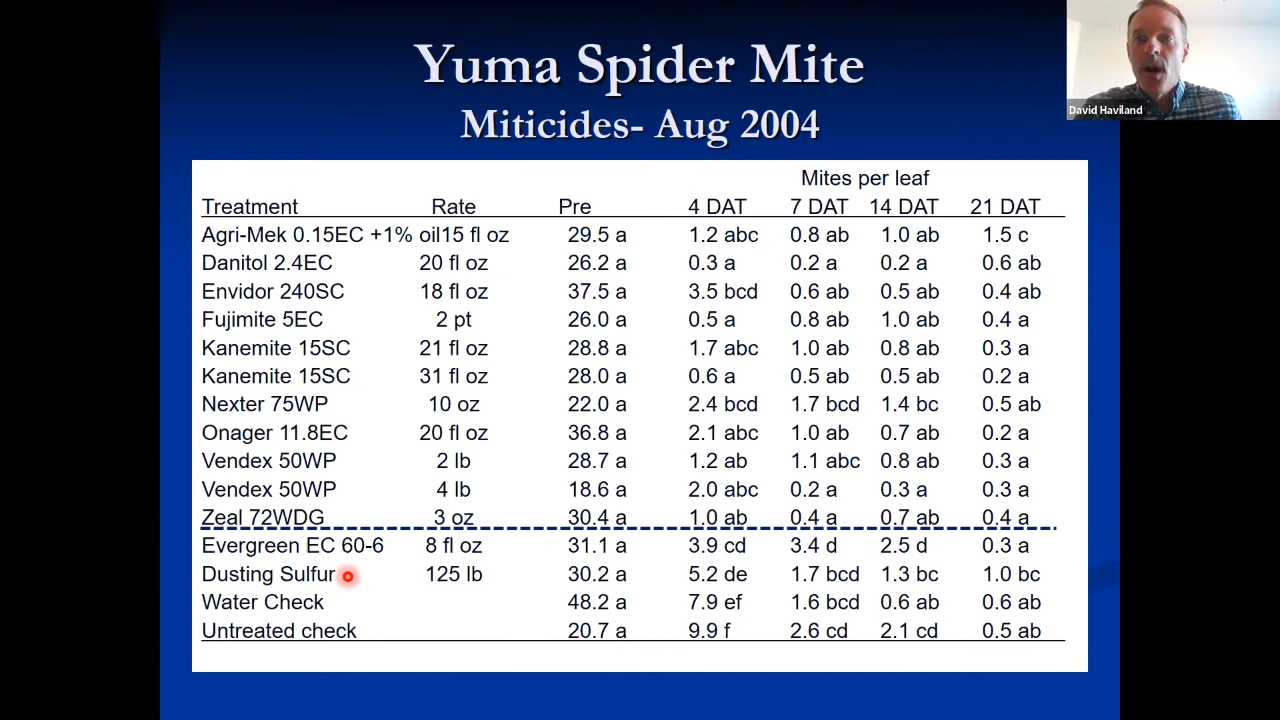 Yuma Spider Mite
Miticides- Aug 2004
David Haviland
Mites per leaf
Treatment Rate Pre 4 DAT 7 DAT 14 DAT 21 DAT
Agri-Mek 0.15EC +1% oil15 fl oz 29.5 a 1.2 abc 0.8 ab 1.0 ab 1.5 c
Danitol 2.4EC 20 fl oz 26.2 a 0.3 a 0.2 a 0.2 a 0.6 ab
Envidor 240SC 18 fl oz 37.5 a 3.5 bcd 0.6 ab 0.5 ab 0.4 ab
Fujimite 5EC 2 pt 26.0 a 0.5 a 0.8 ab 1.0 ab 0.4 a
Kanemite 15SC 21 fl oz 28.8 a 1.7 abc 1.0 ab 0.8 ab 0.3 a
Kanemite 15SC 31 fl oz 28.0 a 0.6 a 0.5 ab 0.5 ab 0.2 a
Nexter 75WP 10 oz 22.0 a 2.4 bcd 1.7 bcd 1.4 bc 0.5 ab
Onager 11.8EC 20 fl oz 36.8 a 2.1 abc 1.0 ab 0.7 ab 0.2 a
Vendex 50WP 2 lb 28.7 a 1.2 ab 1.1 abc 0.8 ab 0.3 a
Vendex 50WP 4 lb 18.6 a 2.0 abc 0.2 a 0.3 a 0.3 a
Zeal 72WDG 3 oz 30.4 a 1.0 ab 0.4 a 0.7 ab 0.4 a
Evergreen EC 60-6 8 fl oz 31.1 a 3.9 cd 3.4 d 2.5 d 0.3 a
Dusting Sulfur 125 lb 30.2 a 5.2 de 1.7 bcd 1.3 bc 1.0 bc
Water Check 48.2 a 7.9 ef 1.6 bcd 0.6 ab 0.6 ab
Untreated check 20.7 a 9.9 f 2.6 cd 2.1 cd 0.5 ab